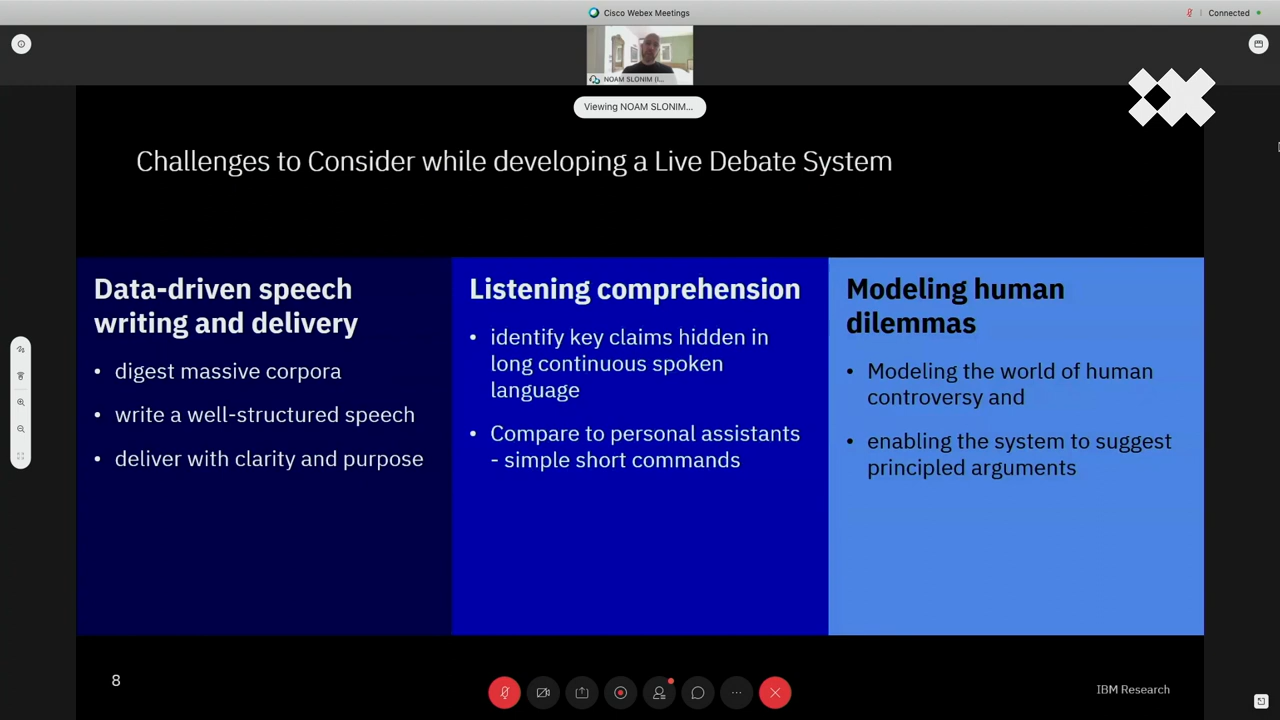 Cisco Webex Meetings
Connected
NOAM SLONIM (I...
Viewing NOAM SLONIM...
Challenges to Consider while developing a Live Debate System
Data-driven speech
writing and delivery
• digest massive corpora
• write a well-structured speech
• deliver with clarity and purpose
Listening comprehension
• identify key claims hidden in
long continuous spoken
language
• Compare to personal assistants
- simple short commands
Modeling human
dilemmas
• Modeling the world of human
controversy and
• enabling the system to suggest
principled arguments
8
IBM Research